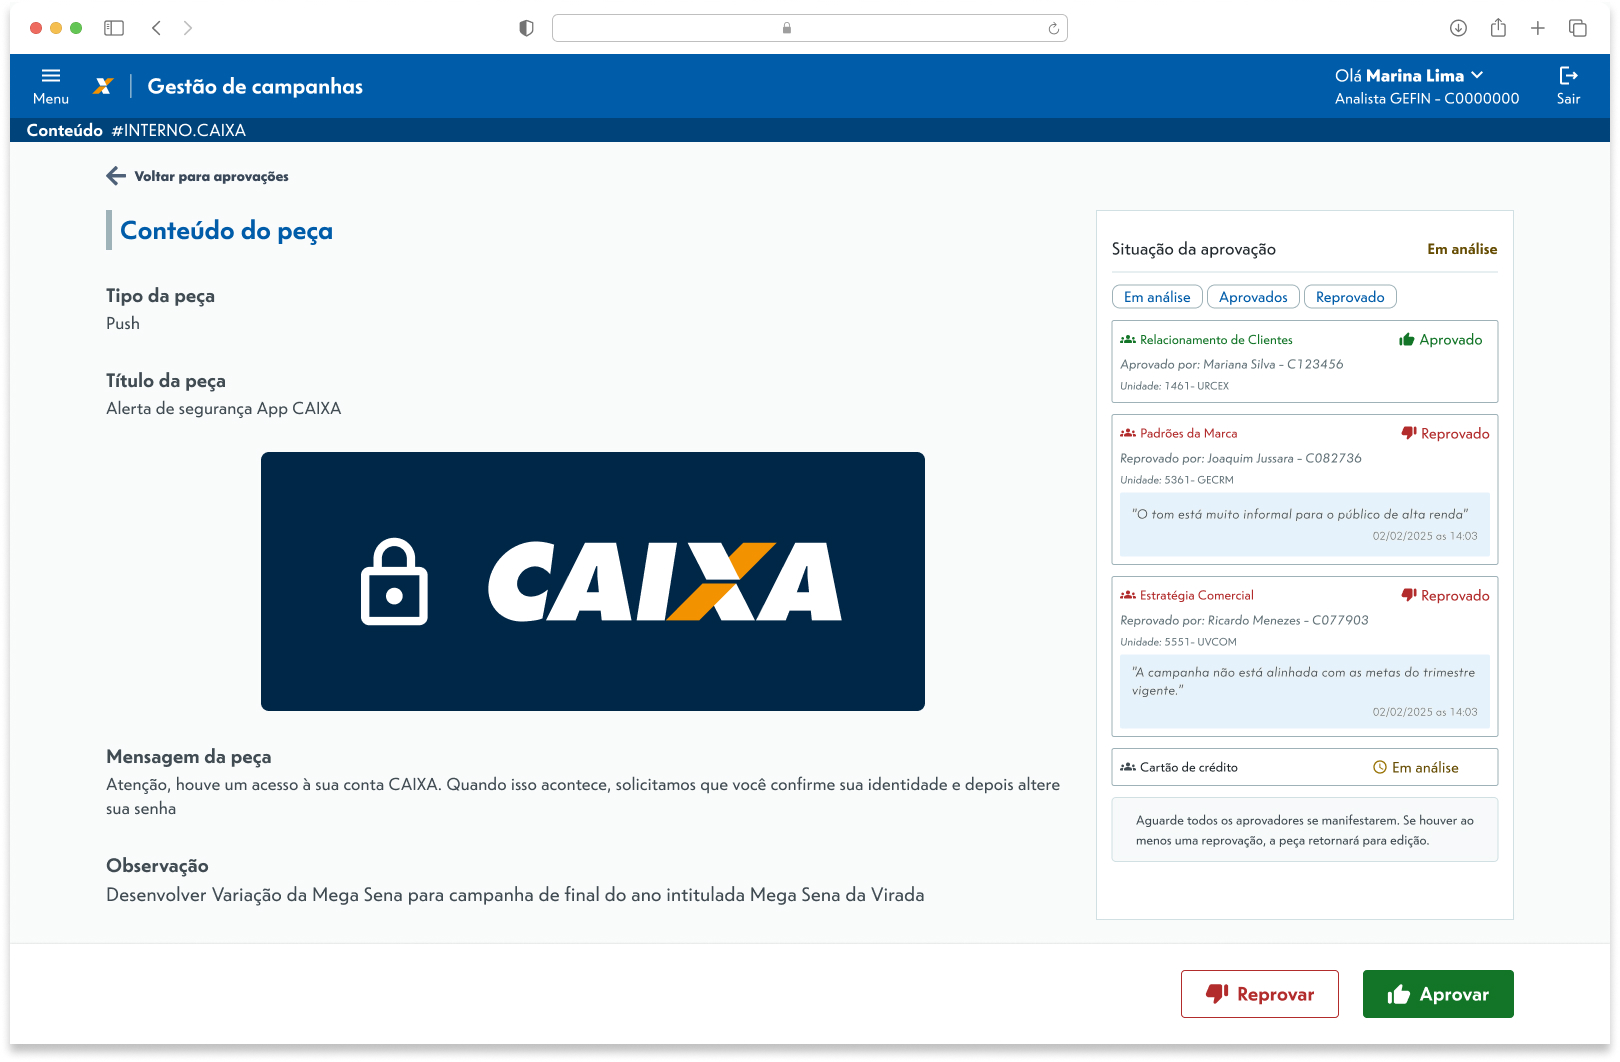 Menu
Gestão de campanhas
Olá Marina Lima
Analista GEFIN - C0000000
Sair
Conteúdo #INTERNO.CAIXA
Voltar para aprovações
Conteúdo do peça
Tipo da peça
Push
Título da peça
Alerta de segurança App CAIXA
CAIXA
Mensagem da peça
Atenção, houve um acesso à sua conta CAIXA. Quando isso acontece, solicitamos que você confirme sua identidade e depois altere
sua senha
Observação
Desenvolver Variação da Mega Sena para campanha de final do ano intitulada Mega Sena da Virada
Situação da aprovação
Em análise
Em análise
Aprovados
Reprovado
Relacionamento de Clientes
Aprovado
Aprovado por: Mariana Silva - C123456
Unidade: 1461- URCEX
Padrões da Marca
Reprovado
Reprovado por: Joaquim Jussara - C082736
Unidade: 5361- GECRM
"O tom está muito informal para o público de alta renda"
02/02/2025 as 14:03
Estratégia Comercial
Reprovado
Reprovado por: Ricardo Menezes - C077903
Unidade: 5551- UVCOM
"A campanha não está alinhada com as metas do trimestre
vigente."
02/02/2025 as 14:03
Cartão de crédito
Em análise
Aguarde todos os aprovadores se manifestarem. Se houver ao
menos uma reprovação, a peça retornará para edição.
Reprovar
Aprovar